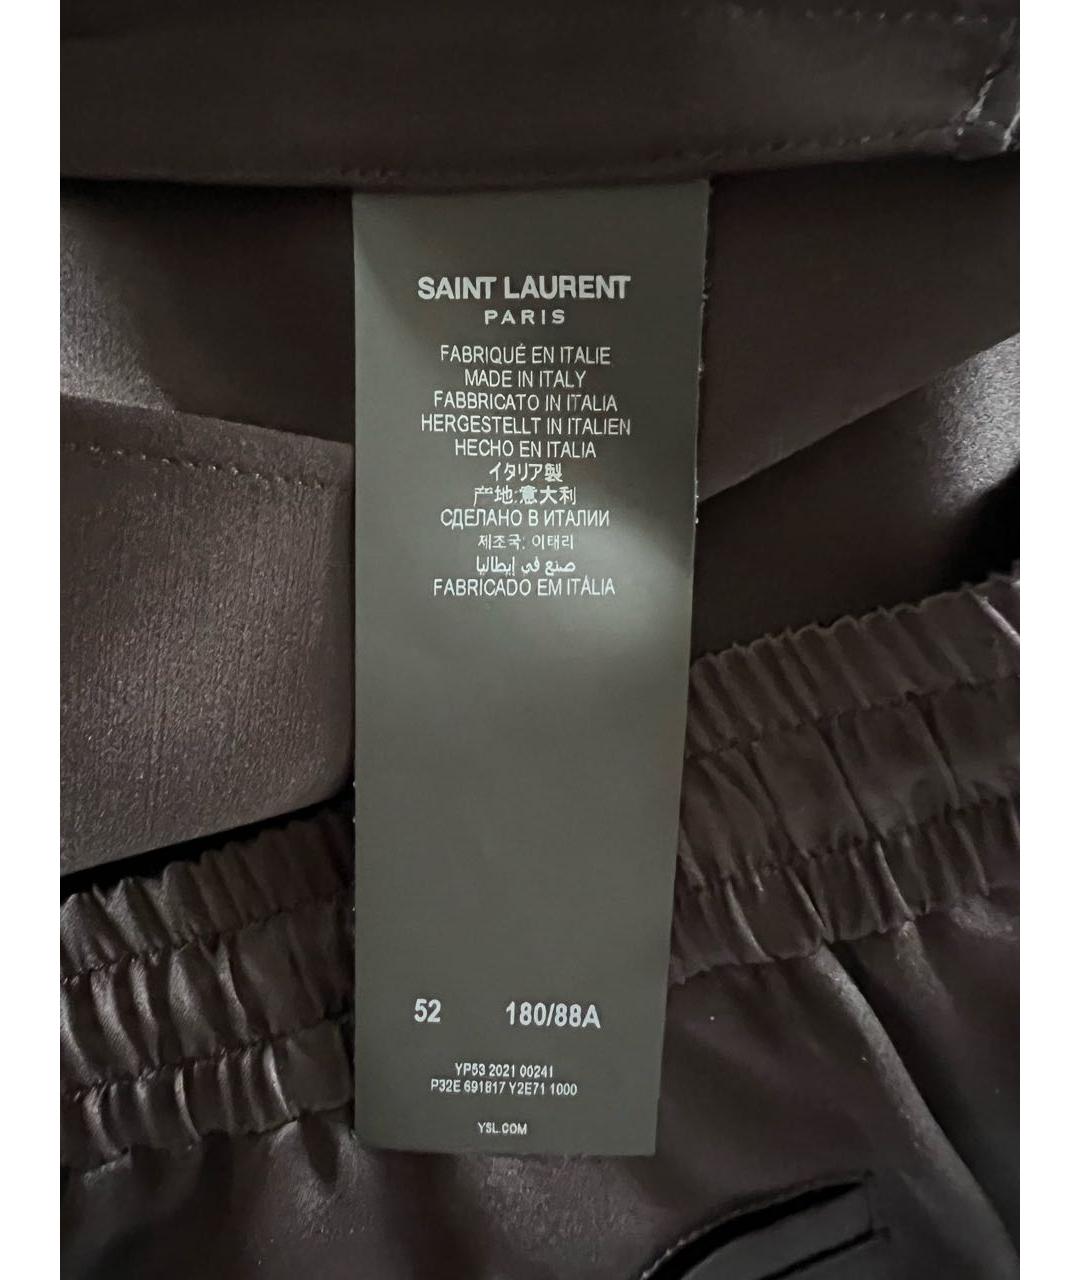 SAINT LAURENT
PARIS
FABRIQUÉ EN ITALIE
MADE IN ITALY
FABBRICATO IN ITALIA
HERGESTELLT IN ITALIEN
HECHO EN ITALIA
イタリア製
产地:意大利
СДЕЛАНО В ИТАЛИИ
제조국: 이태리
صنع في إيطاليا
FABRICADO EM ITÁLIA
52 180/88A
YP53 2021 00241
P32E 691817 Y2E71 1000
YSL.COM